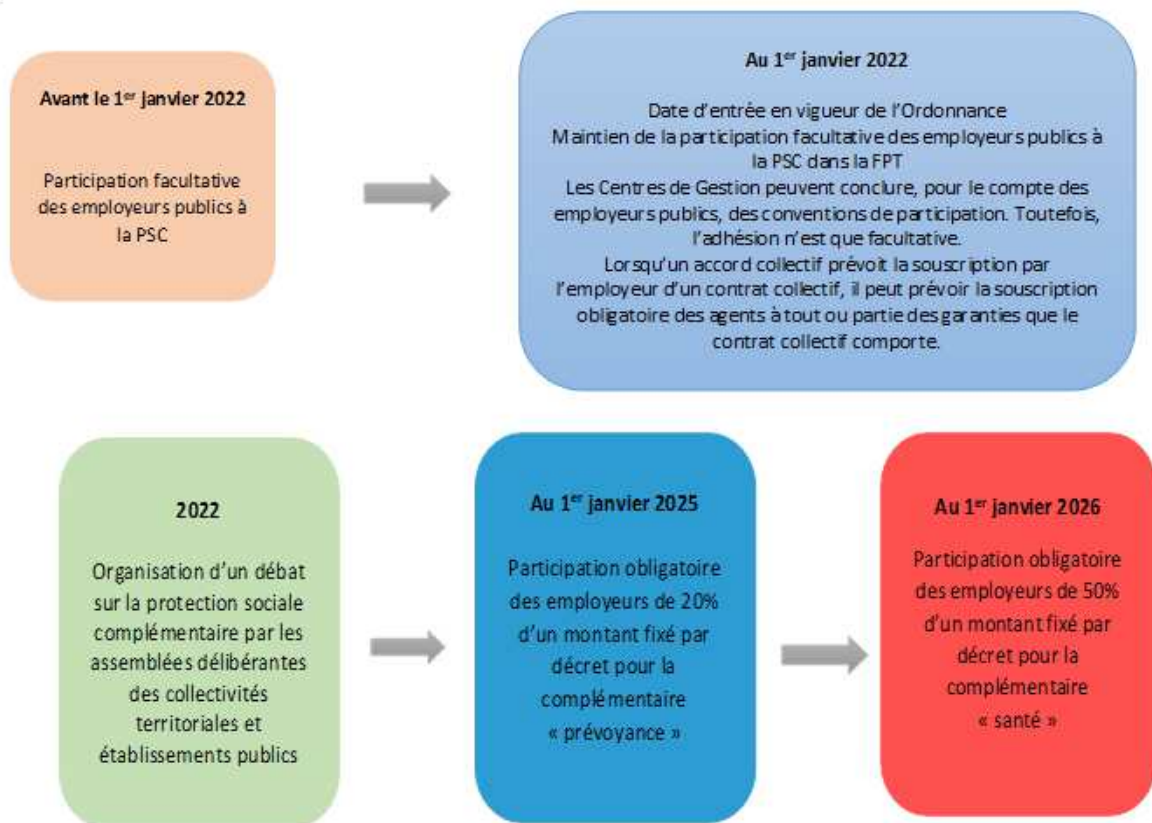 Avant le 1er janvier 2022
Participation facultative
des employeurs publics à
la PSC
Au 1er janvier 2022
Date d'entrée en vigueur de l'Ordonnance
Maintien de la participation facultative des employeurs publics à
la PSC dans la FPT
Les Centres de Gestion peuvent conclure, pour le compte des
employeurs publics, des conventions de participation. Toutefois,
l'adhésion n'est que facultative.
Lorsqu'un accord collectif prévoit la souscription par
l'employeur d'un contrat collectif, il peut prévoir la souscription
obligatoire des agents à tout ou partie des garanties que le
contrat collectif comporte.
2022
Organisation d'un débat
sur la protection sociale
complémentaire par les
assemblées délibérantes
des collectivités
territoriales et
établissements publics
Au 1er janvier 2025
Participation obligatoire
des employeurs de 20%
d'un montant fixé par
décret pour la
complémentaire
« prévoyance »
Au 1er janvier 2026
Participation obligatoire
des employeurs de 50%
d'un montant fixé par
décret pour la
complémentaire
« santé »